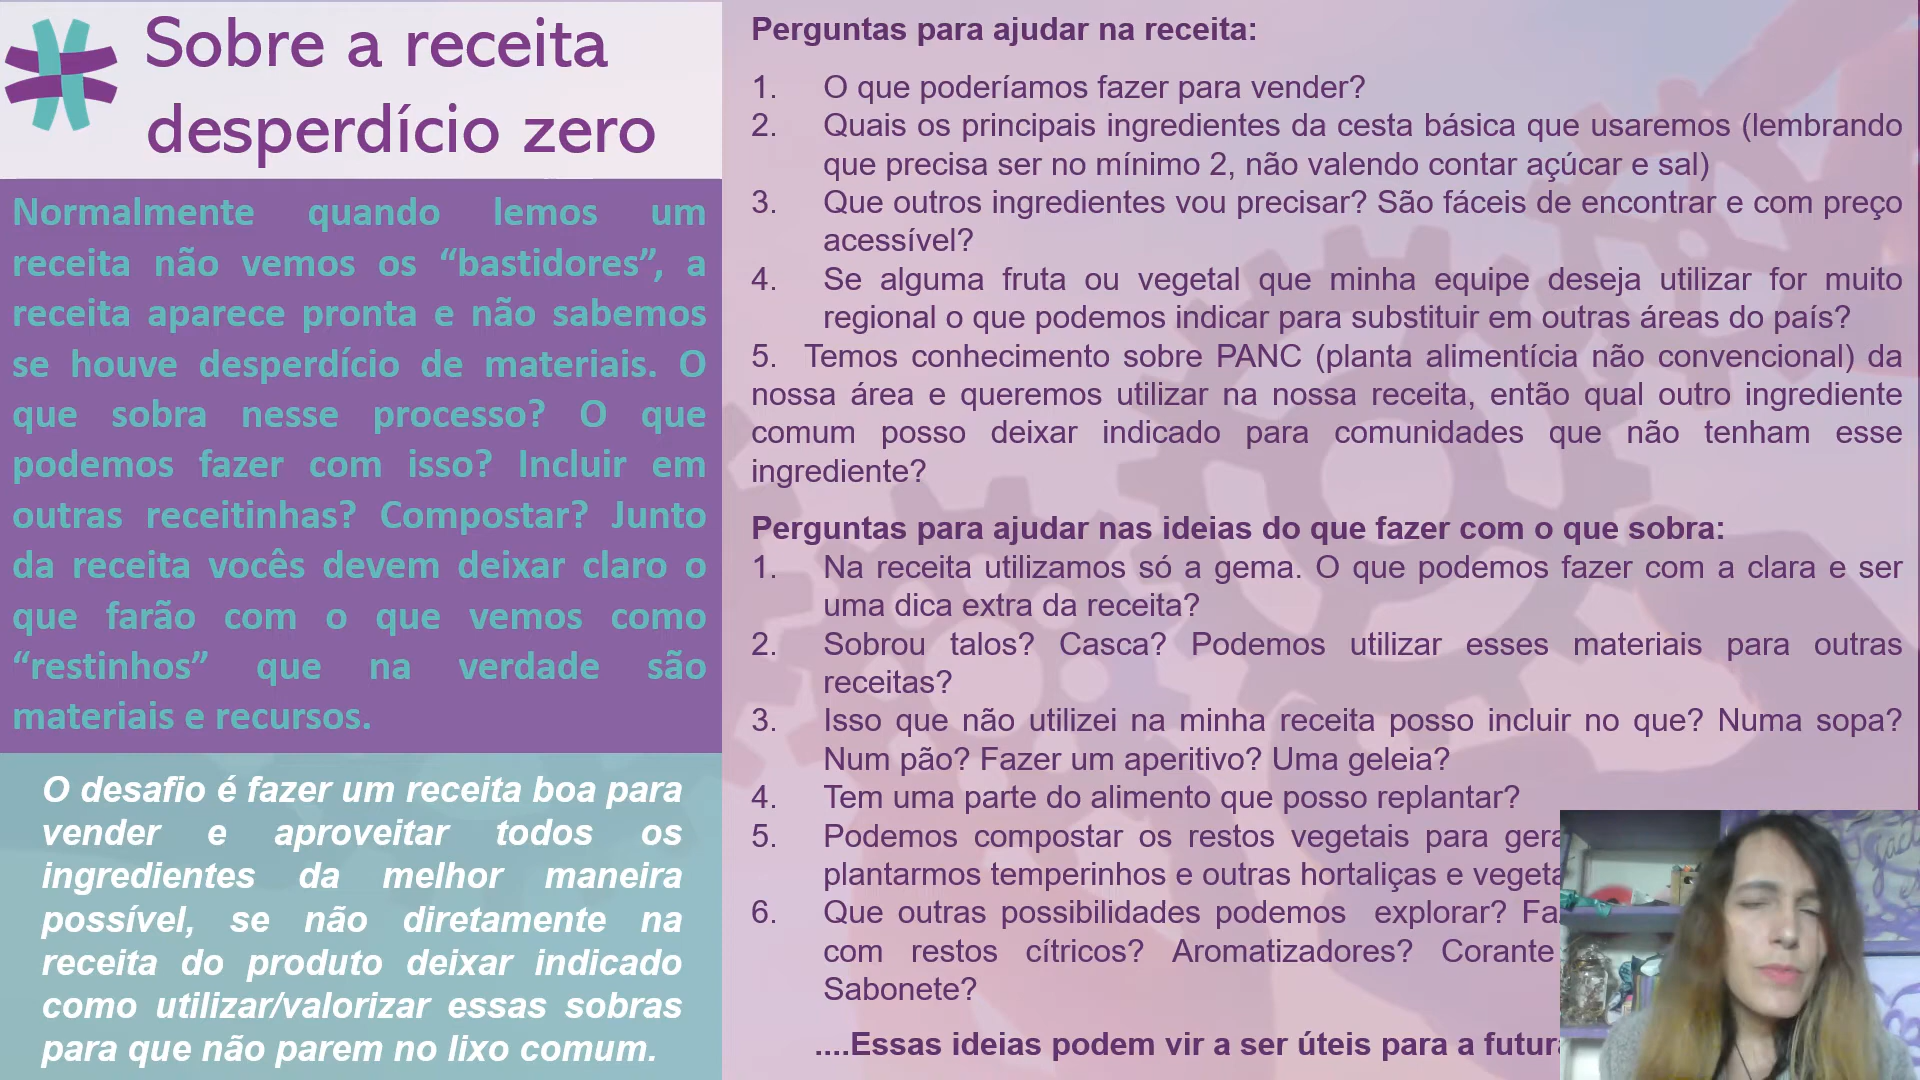 Sobre a receita
desperdício zero
Normalmente quando lemos um
receita não vemos os “bastidores”, a
receita aparece pronta e não sabemos
se houve desperdício de materiais. O
que sobra nesse processo? O que
podemos fazer com isso? Incluir em
outras receitinhas? Compostar? Junto
da receita vocês devem deixar claro o
que farão com o que vemos como
“restinhos” que na verdade são
materiais e recursos.
O desafio é fazer um receita boa para
vender e aproveitar todos os
ingredientes da melhor maneira
possível, se não diretamente na
receita do produto deixar indicado
como utilizar/valorizar essas sobras
para que não parem no lixo comum.
Perguntas para ajudar na receita:
1. O que poderíamos fazer para vender?
2. Quais os principais ingredientes da cesta básica que usaremos (lembrando
que precisa ser no mínimo 2, não valendo contar açúcar e sal)
3. Que outros ingredientes vou precisar? São fáceis de encontrar e com preço
acessível?
4. Se alguma fruta ou vegetal que minha equipe deseja utilizar for muito
regional o que podemos indicar para substituir em outras áreas do país?
5. Temos conhecimento sobre PANC (planta alimentícia não convencional) da
nossa área e queremos utilizar na nossa receita, então qual outro ingrediente
comum posso deixar indicado para comunidades que não tenham esse
ingrediente?
Perguntas para ajudar nas ideias do que fazer com o que sobra:
1. Na receita utilizamos só a gema. O que podemos fazer com a clara e ser
uma dica extra da receita?
2. Sobrou talos? Casca? Podemos utilizar esses materiais para outras
receitas?
3. Isso que não utilizei na minha receita posso incluir no que? Numa sopa?
Num pão? Fazer um aperitivo? Uma geleia?
4. Tem uma parte do alimento que posso replantar?
5. Podemos compostar os restos vegetais para
plantarmos temperinhos e outras hortaliças e
6. Que outras possibilidades podemos explorar?
com restos cítricos? Aromatizadores? Corante
Sabonete?
....Essas ideias podem vir a ser úteis para a